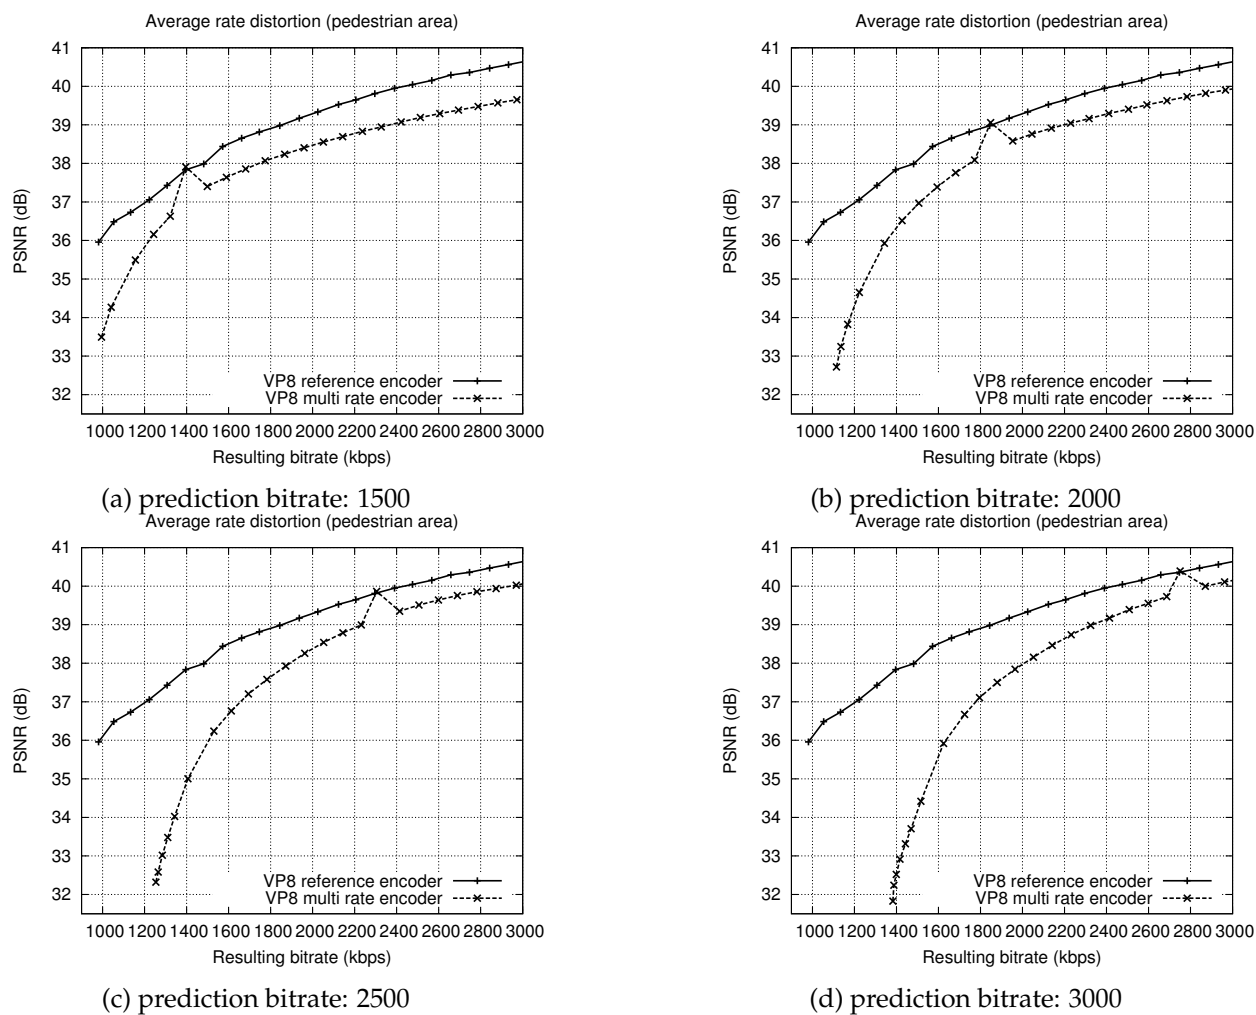 Average rate distortion (pedestrian area)
41
40
39
38
37
36
35
34
33
32
PSNR (dB)
VP8 reference encoder
VP8 multi rate encoder
1000 1200 1400 1600 1800 2000 2200 2400 2600 2800 3000
Resulting bitrate (kbps)
(a) prediction bitrate: 1500
Average rate distortion (pedestrian area)
41
40
39
38
37
36
35
34
33
32
PSNR (dB)
VP8 reference encoder
VP8 multi rate encoder
1000 1200 1400 1600 1800 2000 2200 2400 2600 2800 3000
Resulting bitrate (kbps)
(b) prediction bitrate: 2000
Average rate distortion (pedestrian area)
41
40
39
38
37
36
35
34
33
32
PSNR (dB)
VP8 reference encoder
VP8 multi rate encoder
1000 1200 1400 1600 1800 2000 2200 2400 2600 2800 3000
Resulting bitrate (kbps)
(c) prediction bitrate: 2500
Average rate distortion (pedestrian area)
41
40
39
38
37
36
35
34
33
32
PSNR (dB)
VP8 reference encoder
VP8 multi rate encoder
1000 1200 1400 1600 1800 2000 2200 2400 2600 2800 3000
Resulting bitrate (kbps)
(d) prediction bitrate: 3000